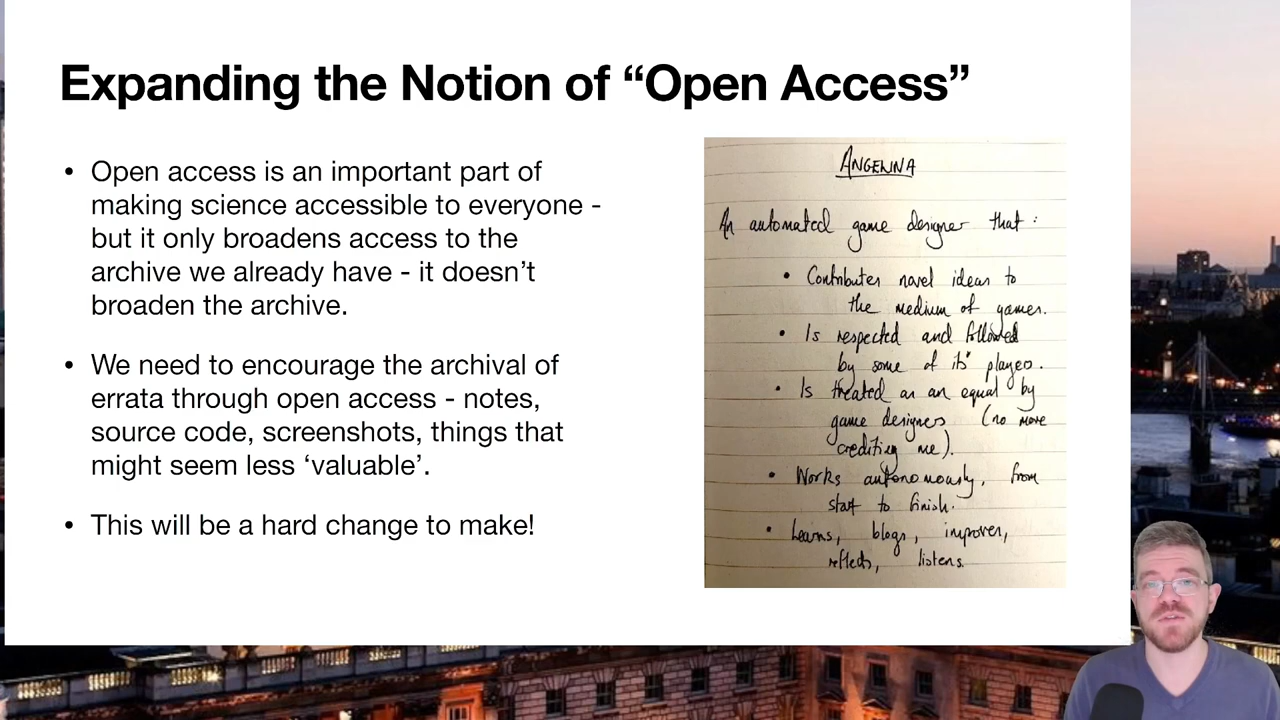 Expanding the Notion of “Open Access”
• Open access is an important part of
making science accessible to everyone -
but it only broadens access to the
archive we already have - it doesn’t
broaden the archive.
• We need to encourage the archival of
errata through open access - notes,
source code, screenshots, things that
might seem less ‘valuable’.
• This will be a hard change to make!
ANGELINA
An automated game designer that :
• Contributes novel ideas to
the medium of games.
• Is respected and followed
by some of its players.
• Is treated as an equal by
game designers (no more
crediting me).
• Works autonomously, from
start to finish.
• Learns, blogs, improves,
reflects, listens.